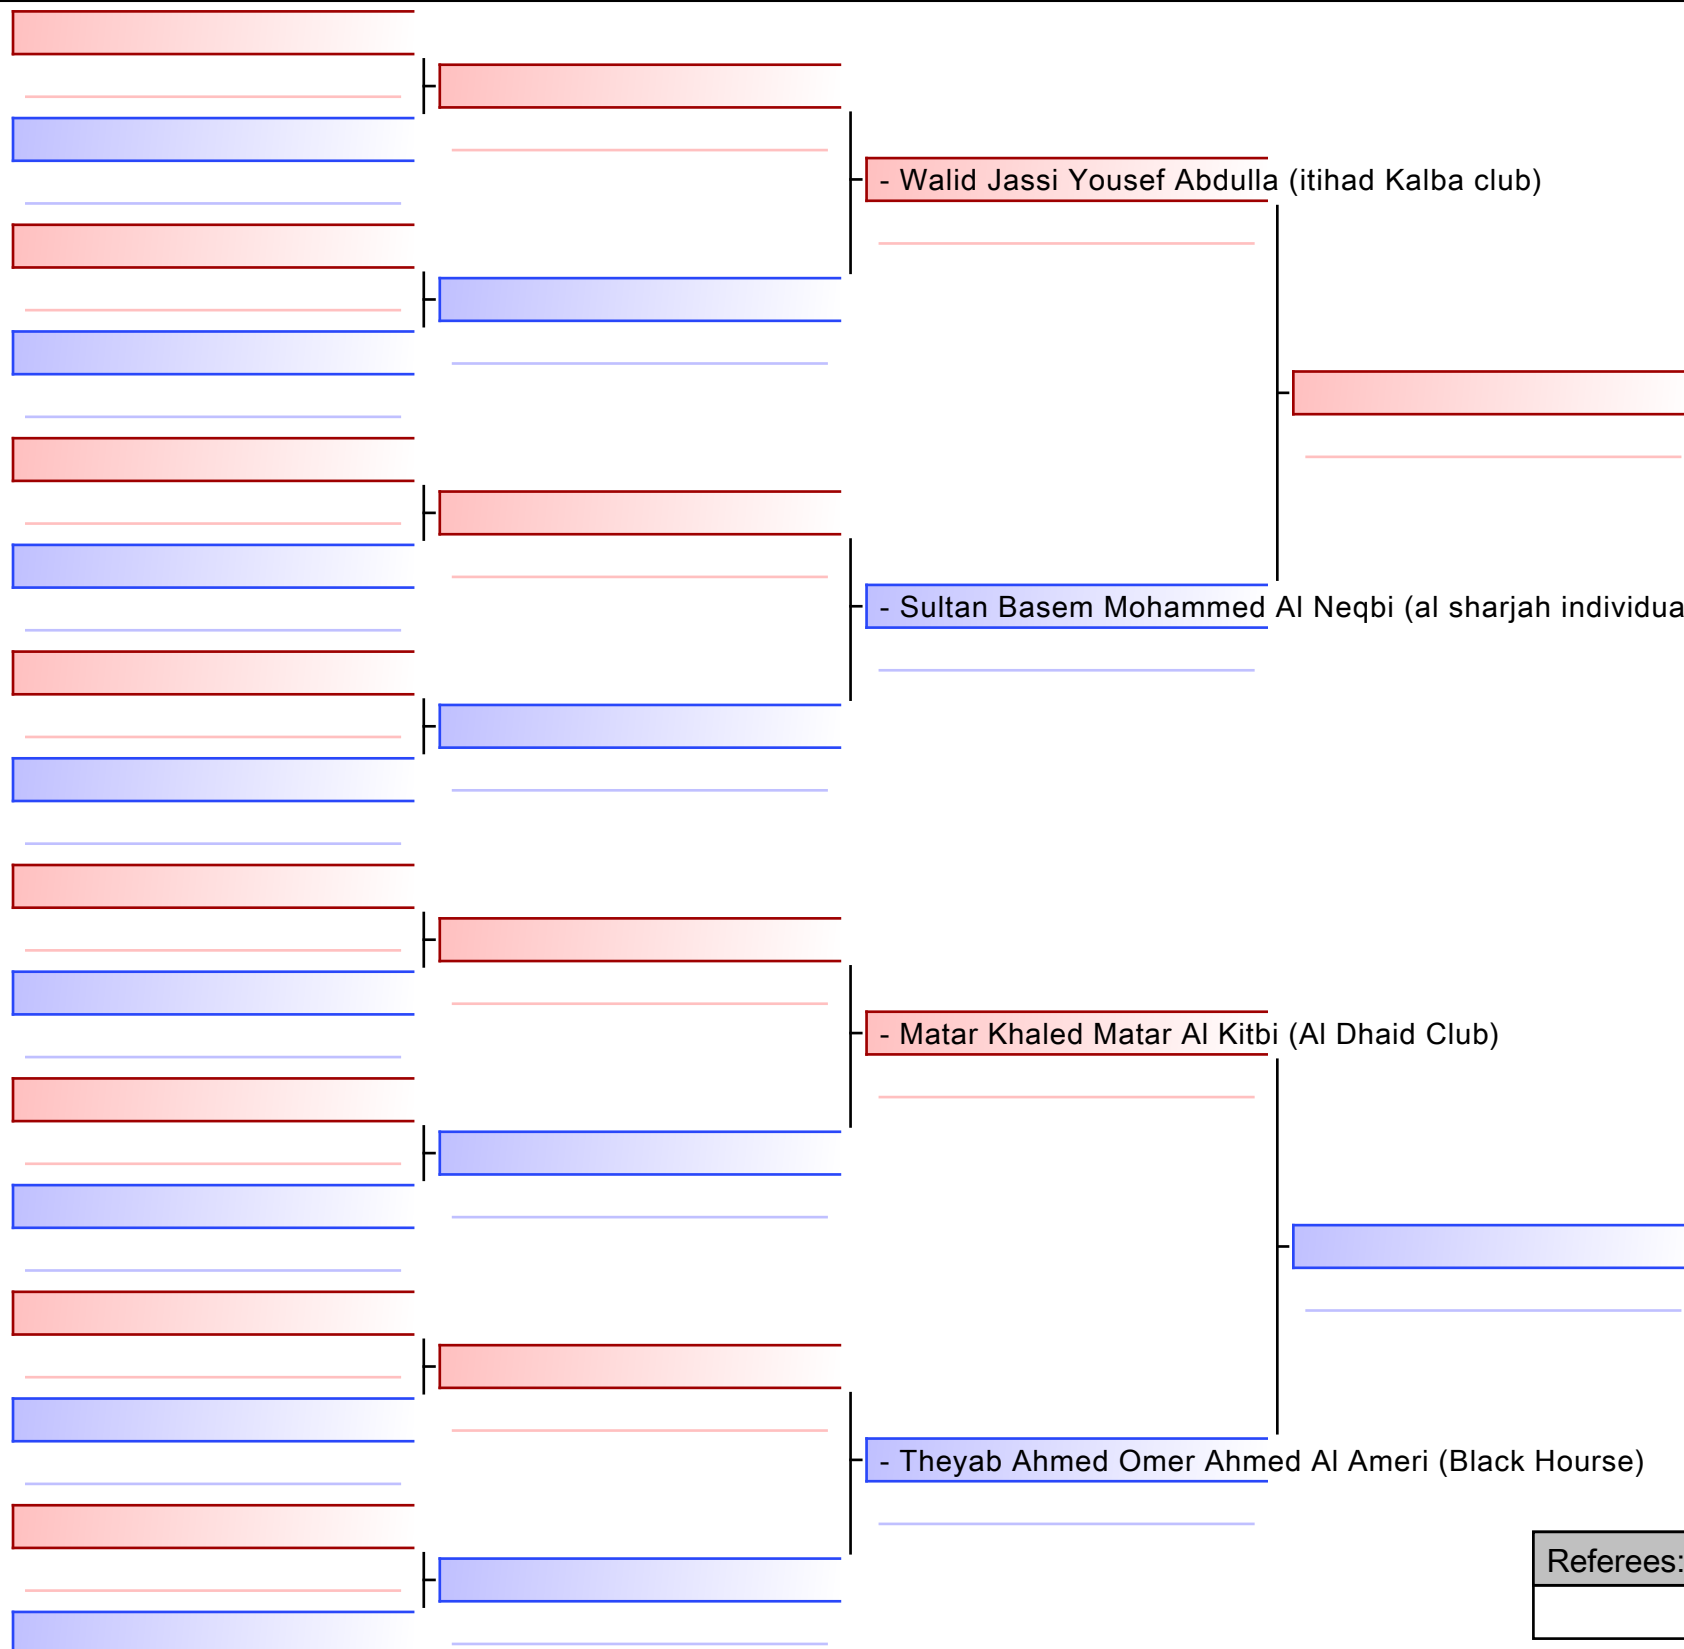 - Walid Jassi Yousef Abdulla (itihad Kalba club)
- Sultan Basem Mohammed Al Neqbi (al sharjah individua
- Matar Khaled Matar Al Kitbi (Al Dhaid Club)
- Theyab Ahmed Omer Ahmed Al Ameri (Black Hourse)
Referees: